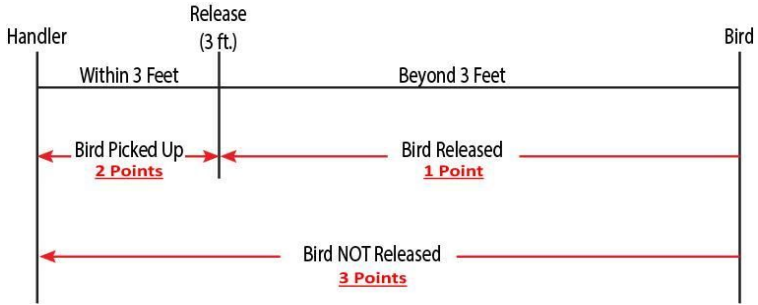 Release
(3 ft.)
Handler
Bird
Within 3 Feet
Beyond 3 Feet
Bird Picked Up
2 Points
Bird Released
1 Point
Bird NOT Released
3 Points